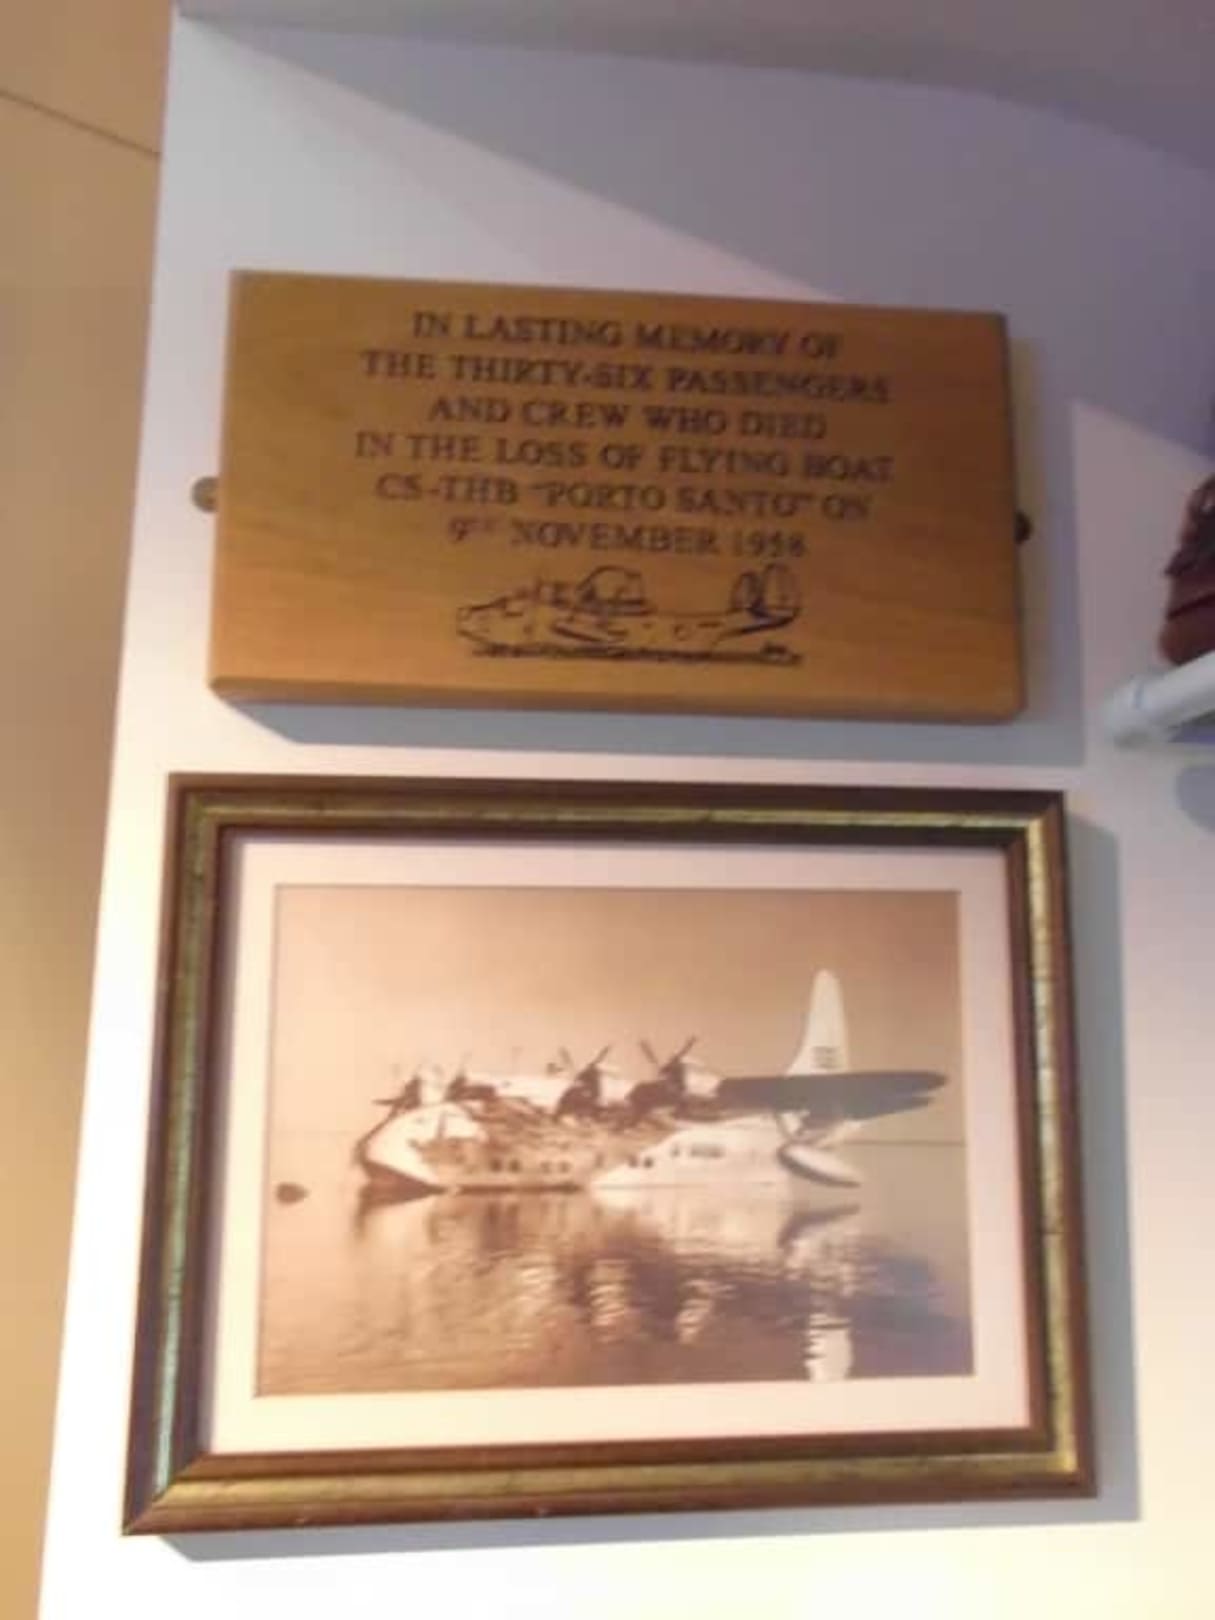 IN LASTING MEMORY OF
THE THIRTY-SIX PASSENGERS
AND CREW WHO DIED
IN THE LOSS OF FLYING BOAT
CS-THB "PORTO SANTO" ON
9TH NOVEMBER 1958